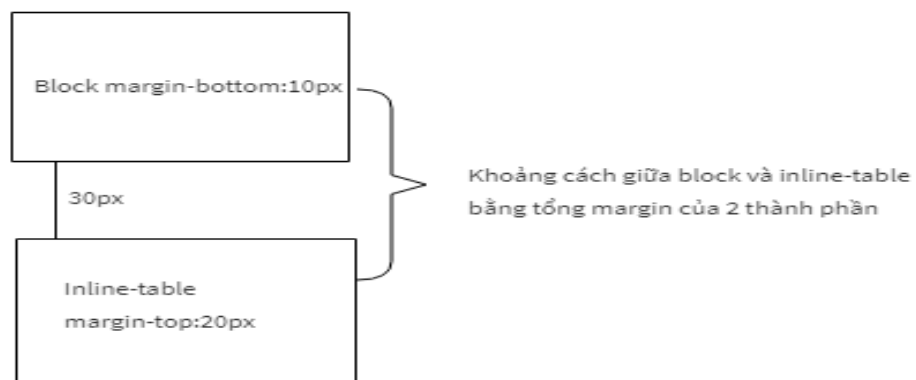 Block margin-bottom:10px
30px
Khoảng cách giữa block và inline-table
bằng tổng margin của 2 thành phần
Inline-table
margin-top:20px